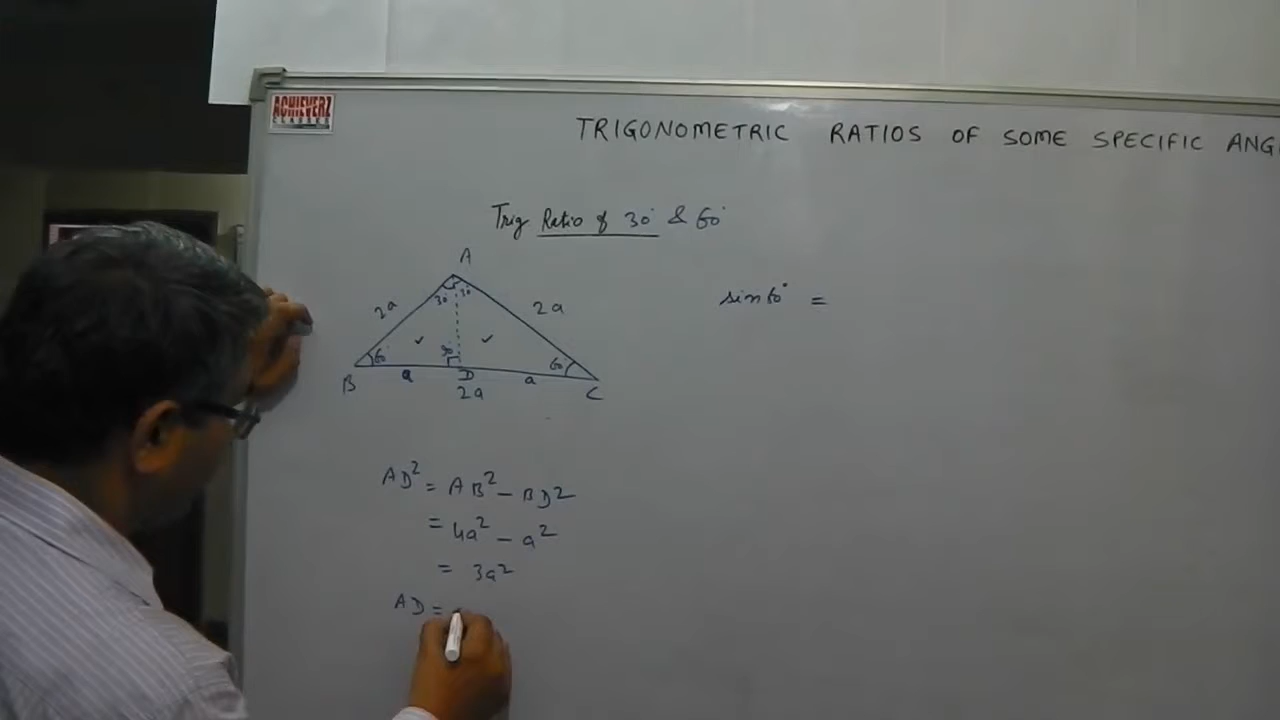 ACHIEVERZ
CLASSES
TRIGONOMETRIC RATIOS OF SOME SPECIFIC ANG
Trig Ratio of 30° & 60°
A
30° 30°
2a 2a
sin 60° =
60° 90° 60°
B a D a C
2a
AD² = AB² - BD²
= 4a² - a²
= 3a²
AD =